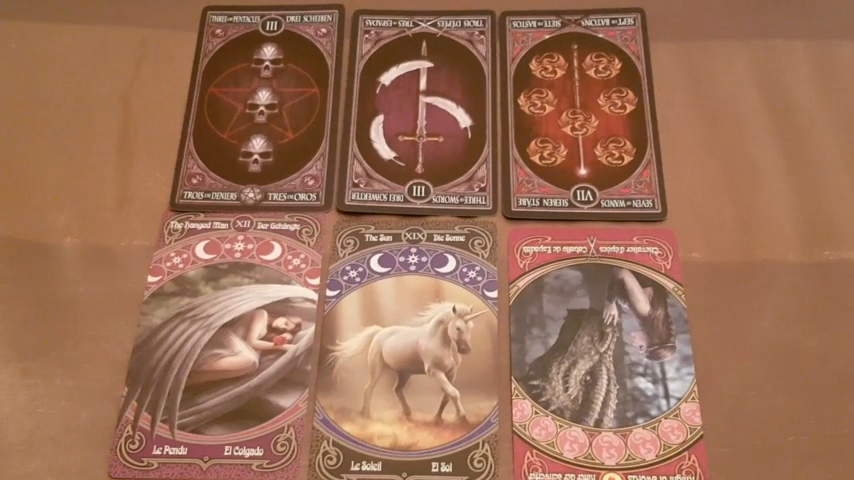 THREE OF PENTACLES III DREI SCHEIBEN
TROIS DE DENIERS TRES DE OROS
TROIS D'ÉPÉES TRES DE ESPADAS
THREE OF SWORDS III DREI SCHWERTER
SEPT DE BATONS SIETE DE BASTOS
SEVEN OF WANDS VII SIEBEN STÄBE
The Hanged Man XII Der Gehängte
Le Pendu El Colgado
The Sun XIX Die Sonne
Le Soleil El Sol
Chevalier d'épées Caballo de Espadas
Knight of Swords